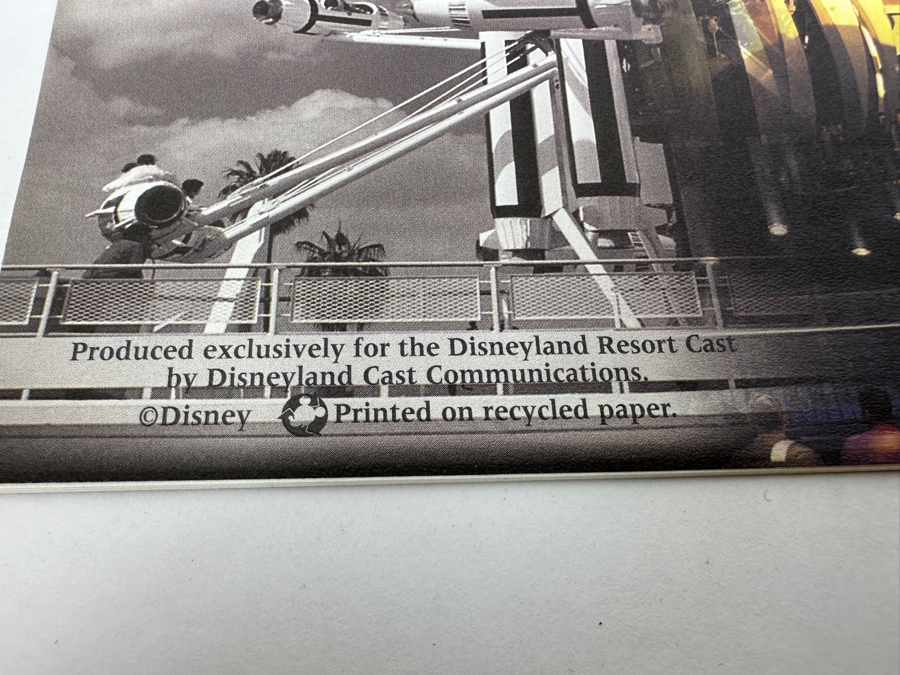 Produced exclusively for the Disneyland Resort Cast
by Disneyland Cast Communications.
©Disney Printed on recycled paper.